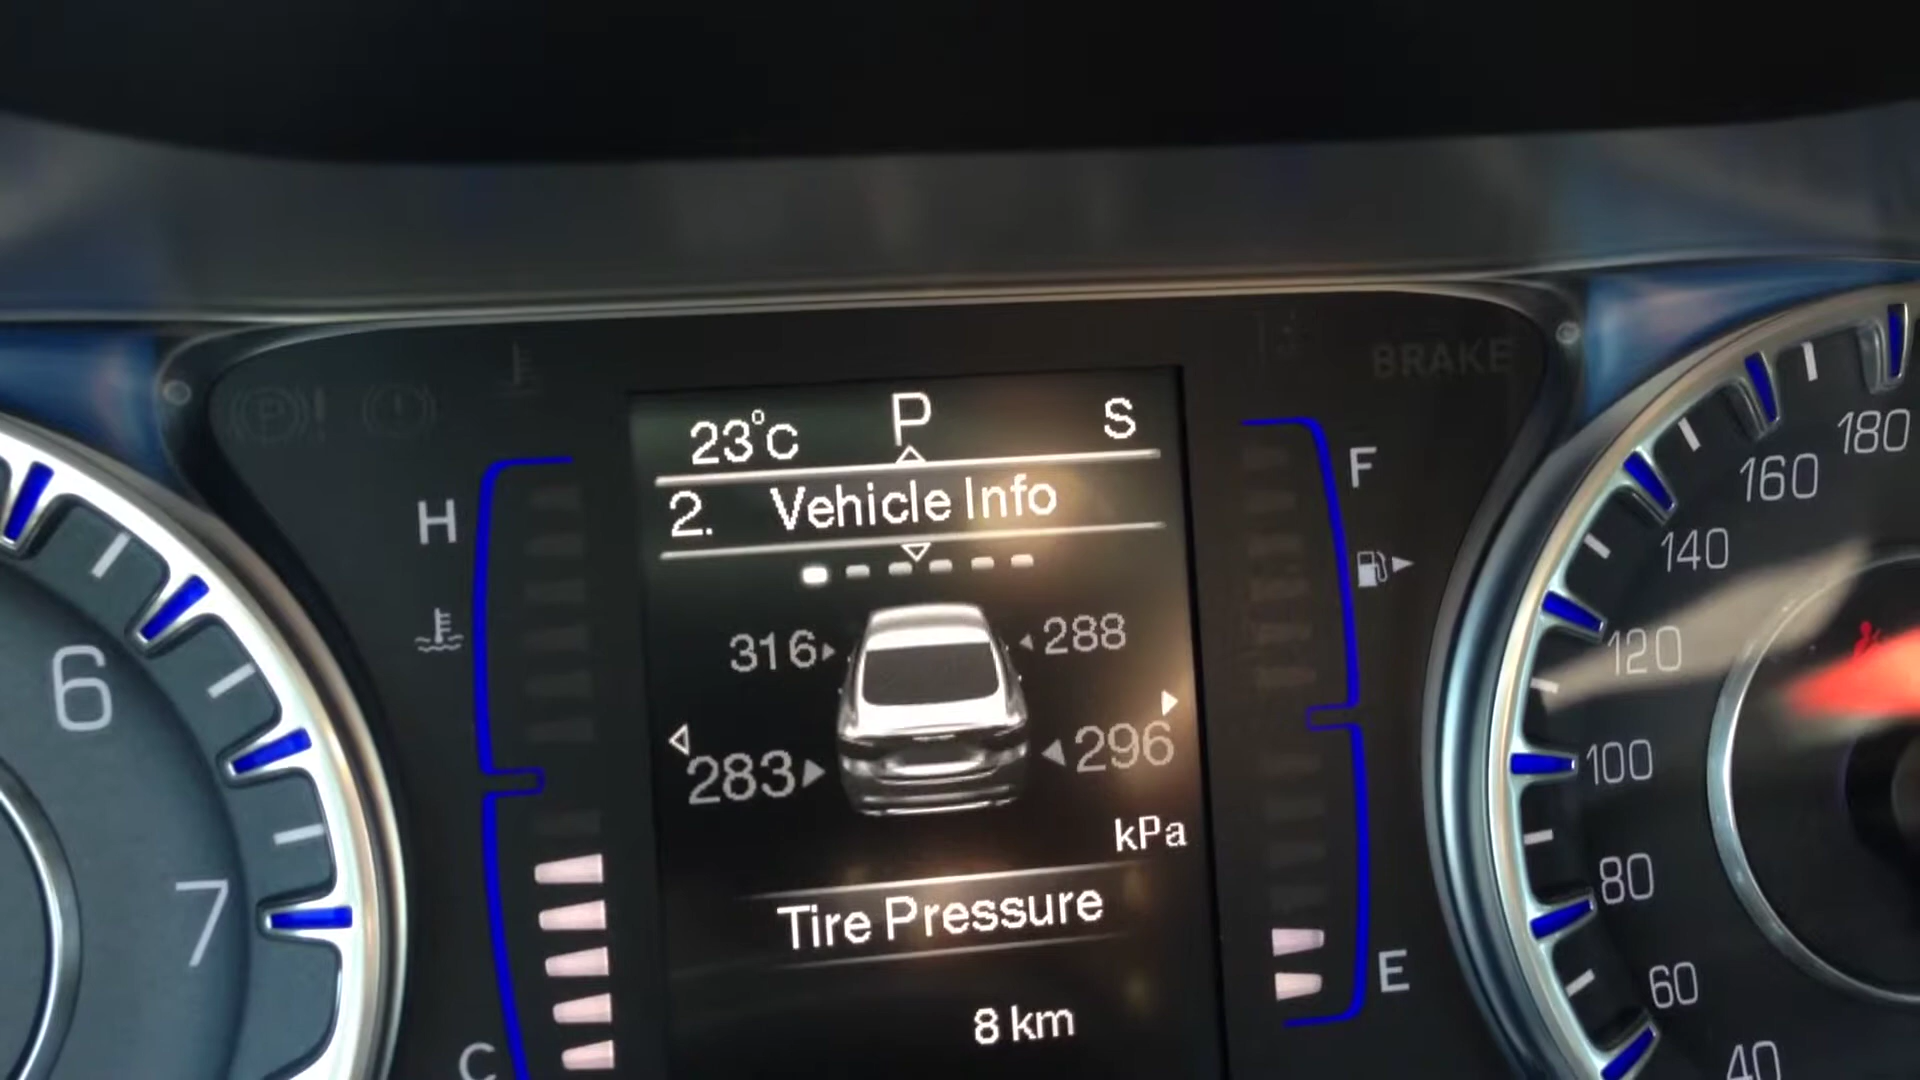 BRAKE
23°C P S
2. Vehicle Info
316 288
283 296
kPa
Tire Pressure
8 km
H
C
F
E
6
7
180
160
140
120
100
80
60
40